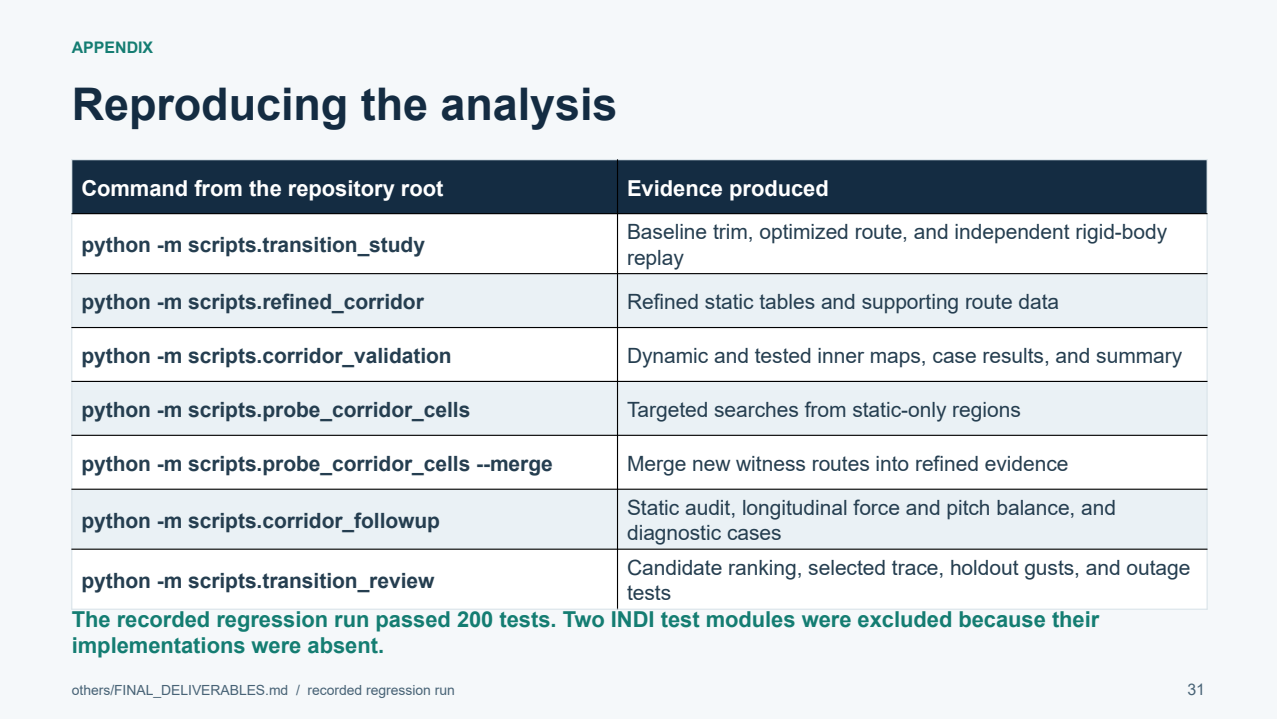 APPENDIX
Reproducing the analysis
Command from the repository root
Evidence produced
python -m scripts.transition_study
Baseline trim, optimized route, and independent rigid-body
replay
python -m scripts.refined_corridor
Refined static tables and supporting route data
python -m scripts.corridor_validation
Dynamic and tested inner maps, case results, and summary
python -m scripts.probe_corridor_cells
Targeted searches from static-only regions
python -m scripts.probe_corridor_cells --merge
Merge new witness routes into refined evidence
python -m scripts.corridor_followup
Static audit, longitudinal force and pitch balance, and
diagnostic cases
python -m scripts.transition_review
Candidate ranking, selected trace, holdout gusts, and outage
tests
The recorded regression run passed 200 tests. Two INDI test modules were excluded because their
implementations were absent.
others/FINAL_DELIVERABLES.md / recorded regression run
31